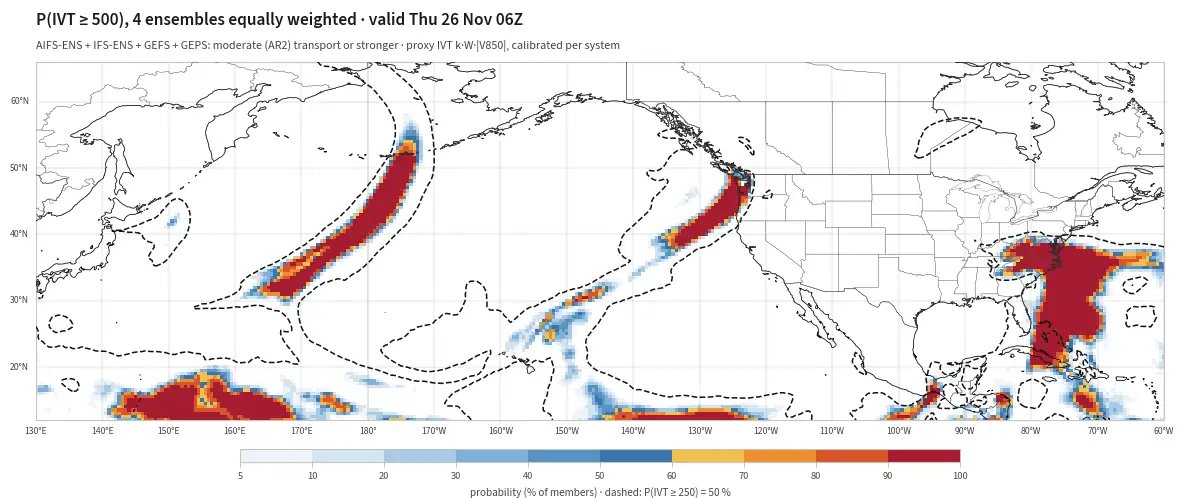 P(IVT ≥ 500), 4 ensembles equally weighted · valid Thu 26 Nov 06Z
AIFS-ENS + IFS-ENS + GEFS + GEPS: moderate (AR2) transport or stronger · proxy IVT k·W·|V850|, calibrated per system
60°N
50°N
40°N
30°N
20°N
130°E 140°E 150°E 160°E 170°E 180° 170°W 160°W 150°W 140°W 130°W 120°W 110°W 100°W 90°W 80°W 70°W 60°W
5 10 20 30 40 50 60 70 80 90 100
probability (% of members) · dashed: P(IVT ≥ 250) = 50 %